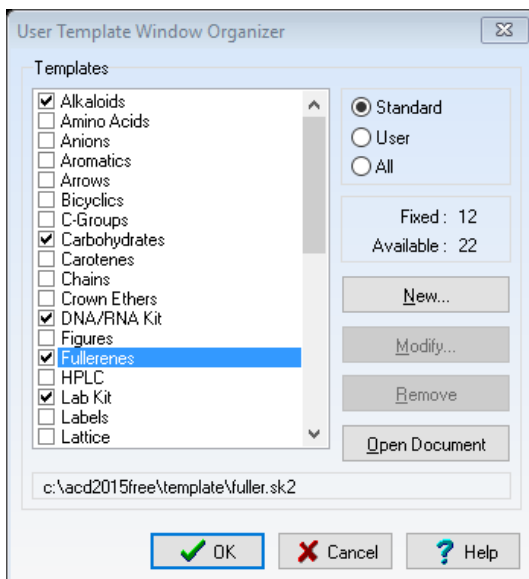 User Template Window Organizer
Templates
Alkaloids
Amino Acids
Anions
Aromatics
Arrows
Bicyclics
C-Groups
Carbohydrates
Carotenes
Chains
Crown Ethers
DNA/RNA Kit
Figures
Fullerenes
HPLC
Lab Kit
Labels
Lattice
Standard
User
All
Fixed : 12
Available : 22
New...
Modify...
Remove
Open Document
c:\acd2015free\template\fuller.sk2
OK
Cancel
? Help